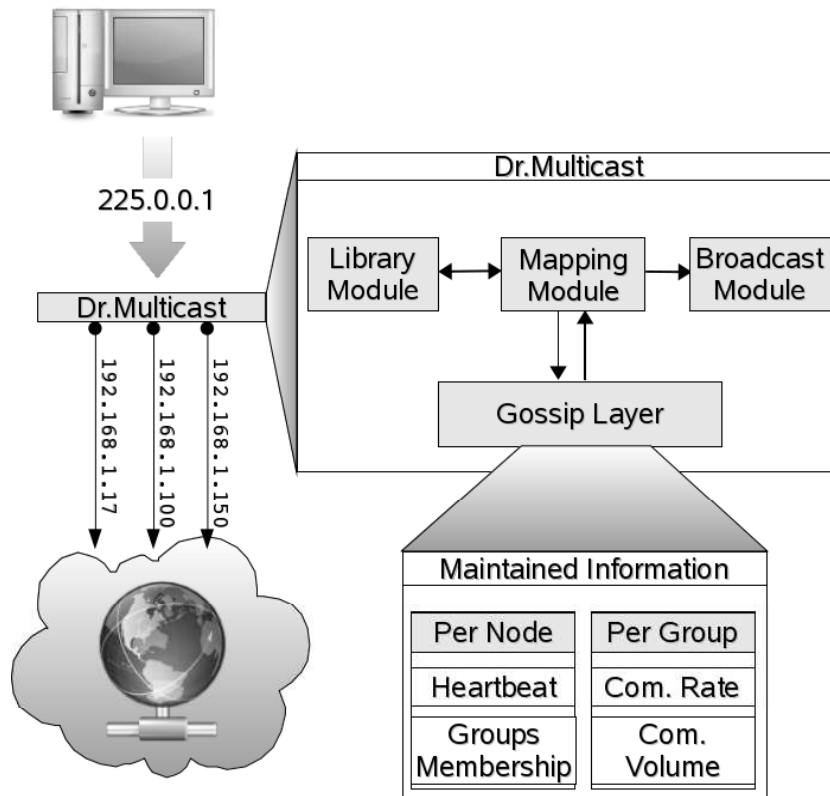 225.0.0.1
Dr.Multicast
192.168.1.17
192.168.1.100
192.168.1.150
Dr.Multicast
Library
Module
Mapping
Module
Broadcast
Module
Gossip Layer
Maintained Information
Per Node
Per Group
Heartbeat
Com. Rate
Groups
Membership
Com.
Volume